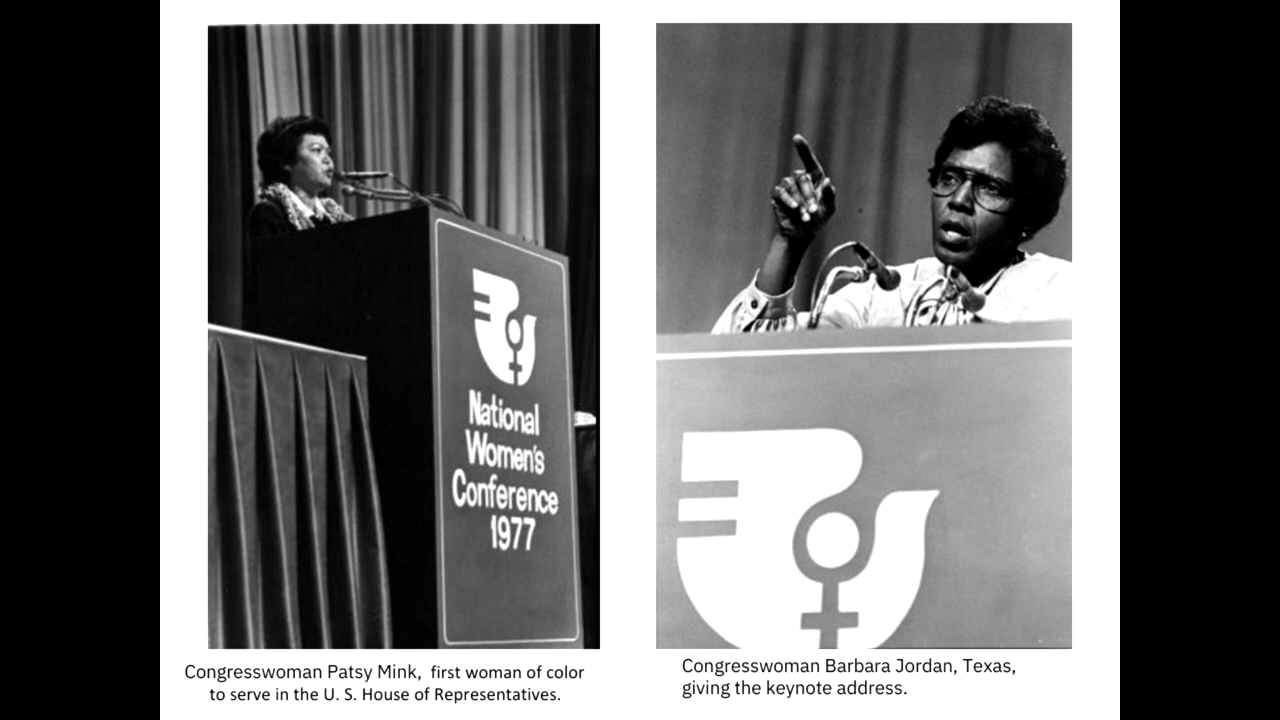 National
Women's
Conference
1977
Congresswoman Patsy Mink, first woman of color
to serve in the U. S. House of Representatives.
Congresswoman Barbara Jordan, Texas,
giving the keynote address.